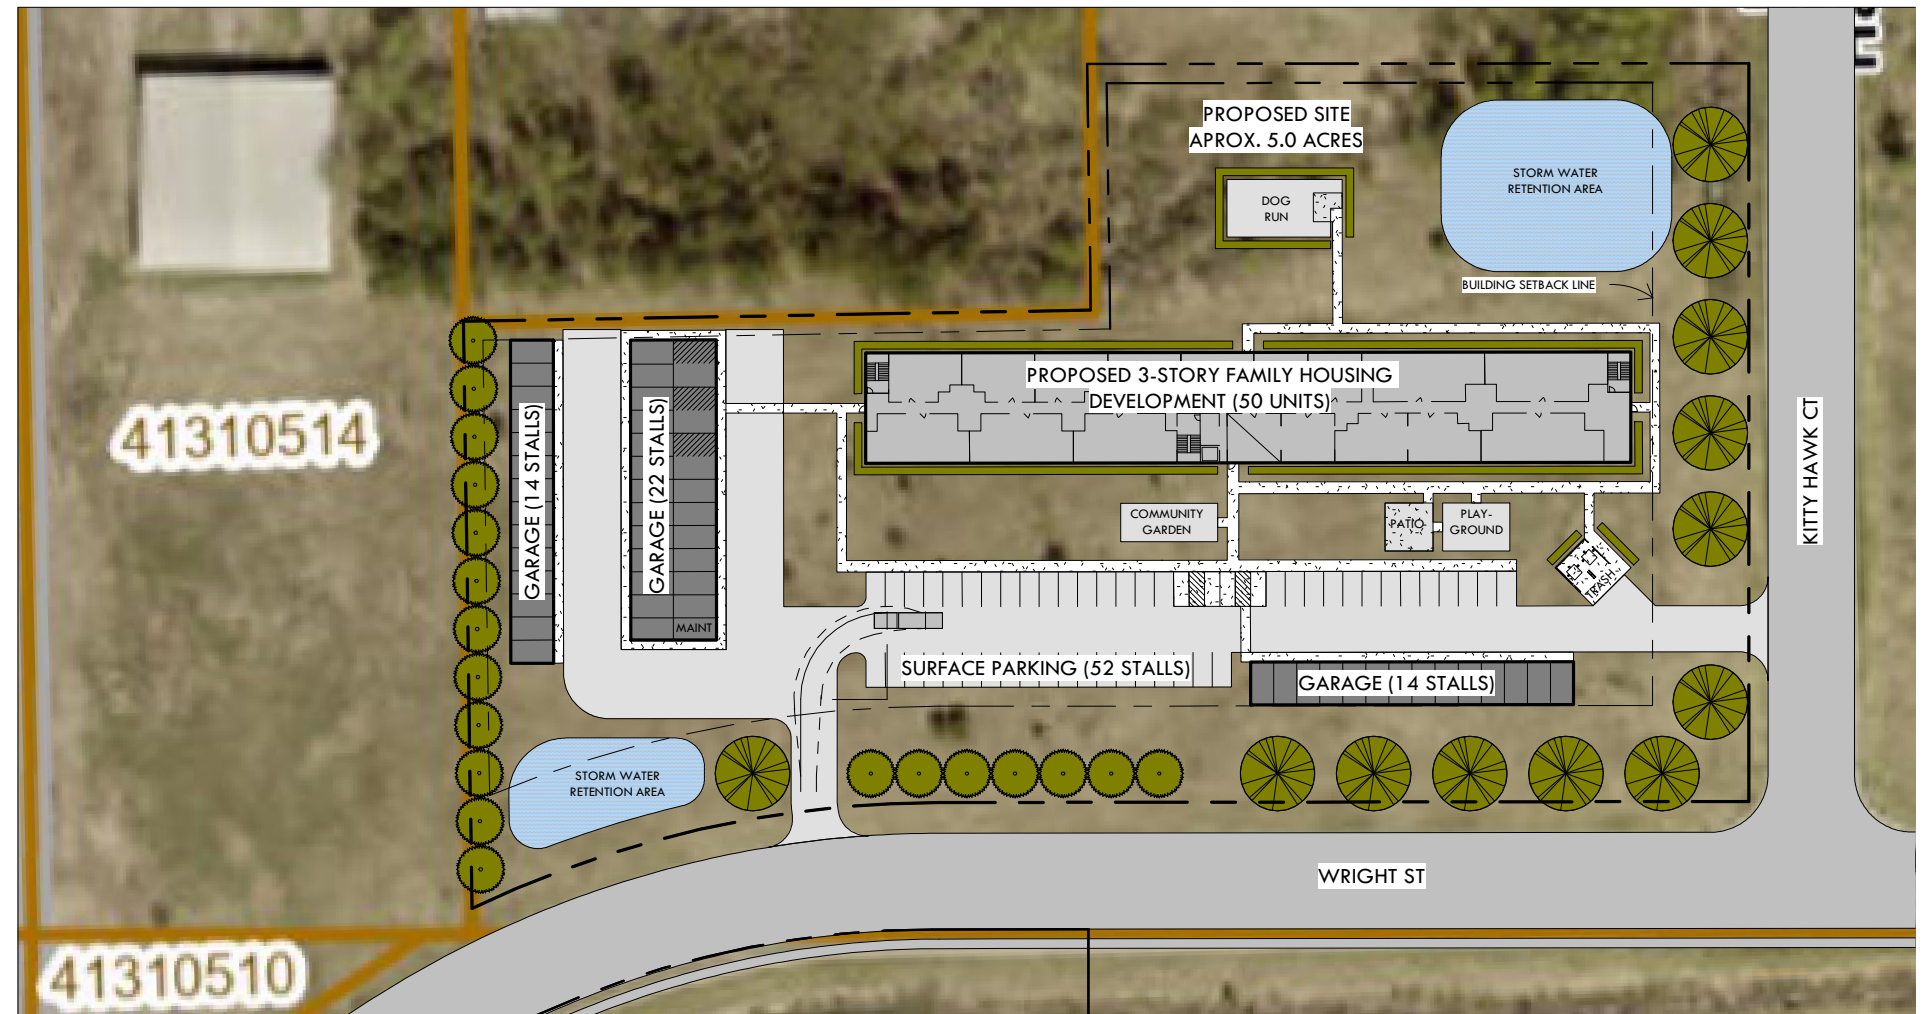 PROPOSED SITE
APROX. 5.0 ACRES
STORM WATER
RETENTION AREA
DOG
RUN
BUILDING SETBACK LINE
PROPOSED 3-STORY FAMILY HOUSING
DEVELOPMENT (50 UNITS)
41310514
GARAGE (14 STALLS)
GARAGE (22 STALLS)
MAINT
COMMUNITY
GARDEN
PATIO
PLAY-
GROUND
TRASH
KITTY HAWK CT
SURFACE PARKING (52 STALLS)
GARAGE (14 STALLS)
STORM WATER
RETENTION AREA
WRIGHT ST
41310510